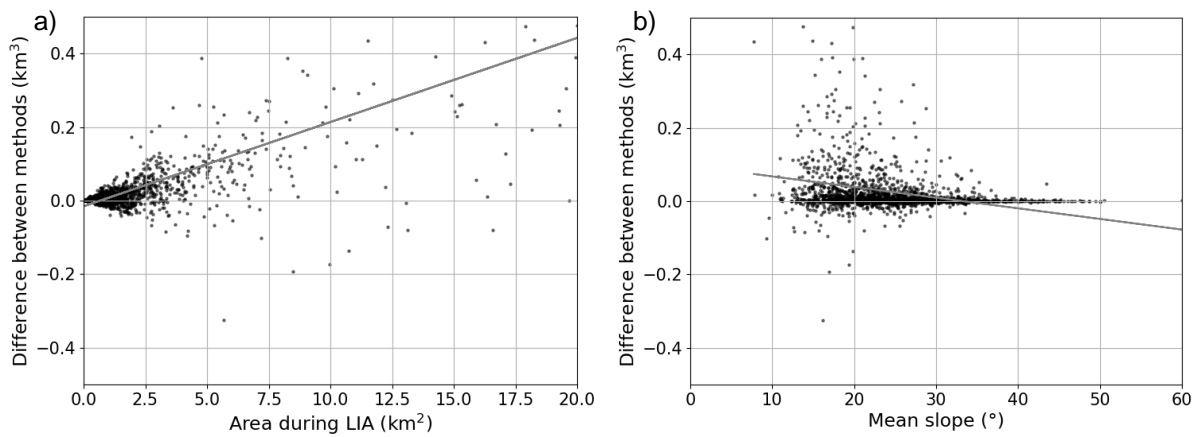 a)
Difference between methods (km³)
0.4
0.2
0.0
−0.2
−0.4
0.0 2.5 5.0 7.5 10.0 12.5 15.0 17.5 20.0
Area during LIA (km²)
b)
Difference between methods (km³)
0.4
0.2
0.0
−0.2
−0.4
0 10 20 30 40 50 60
Mean slope (°)